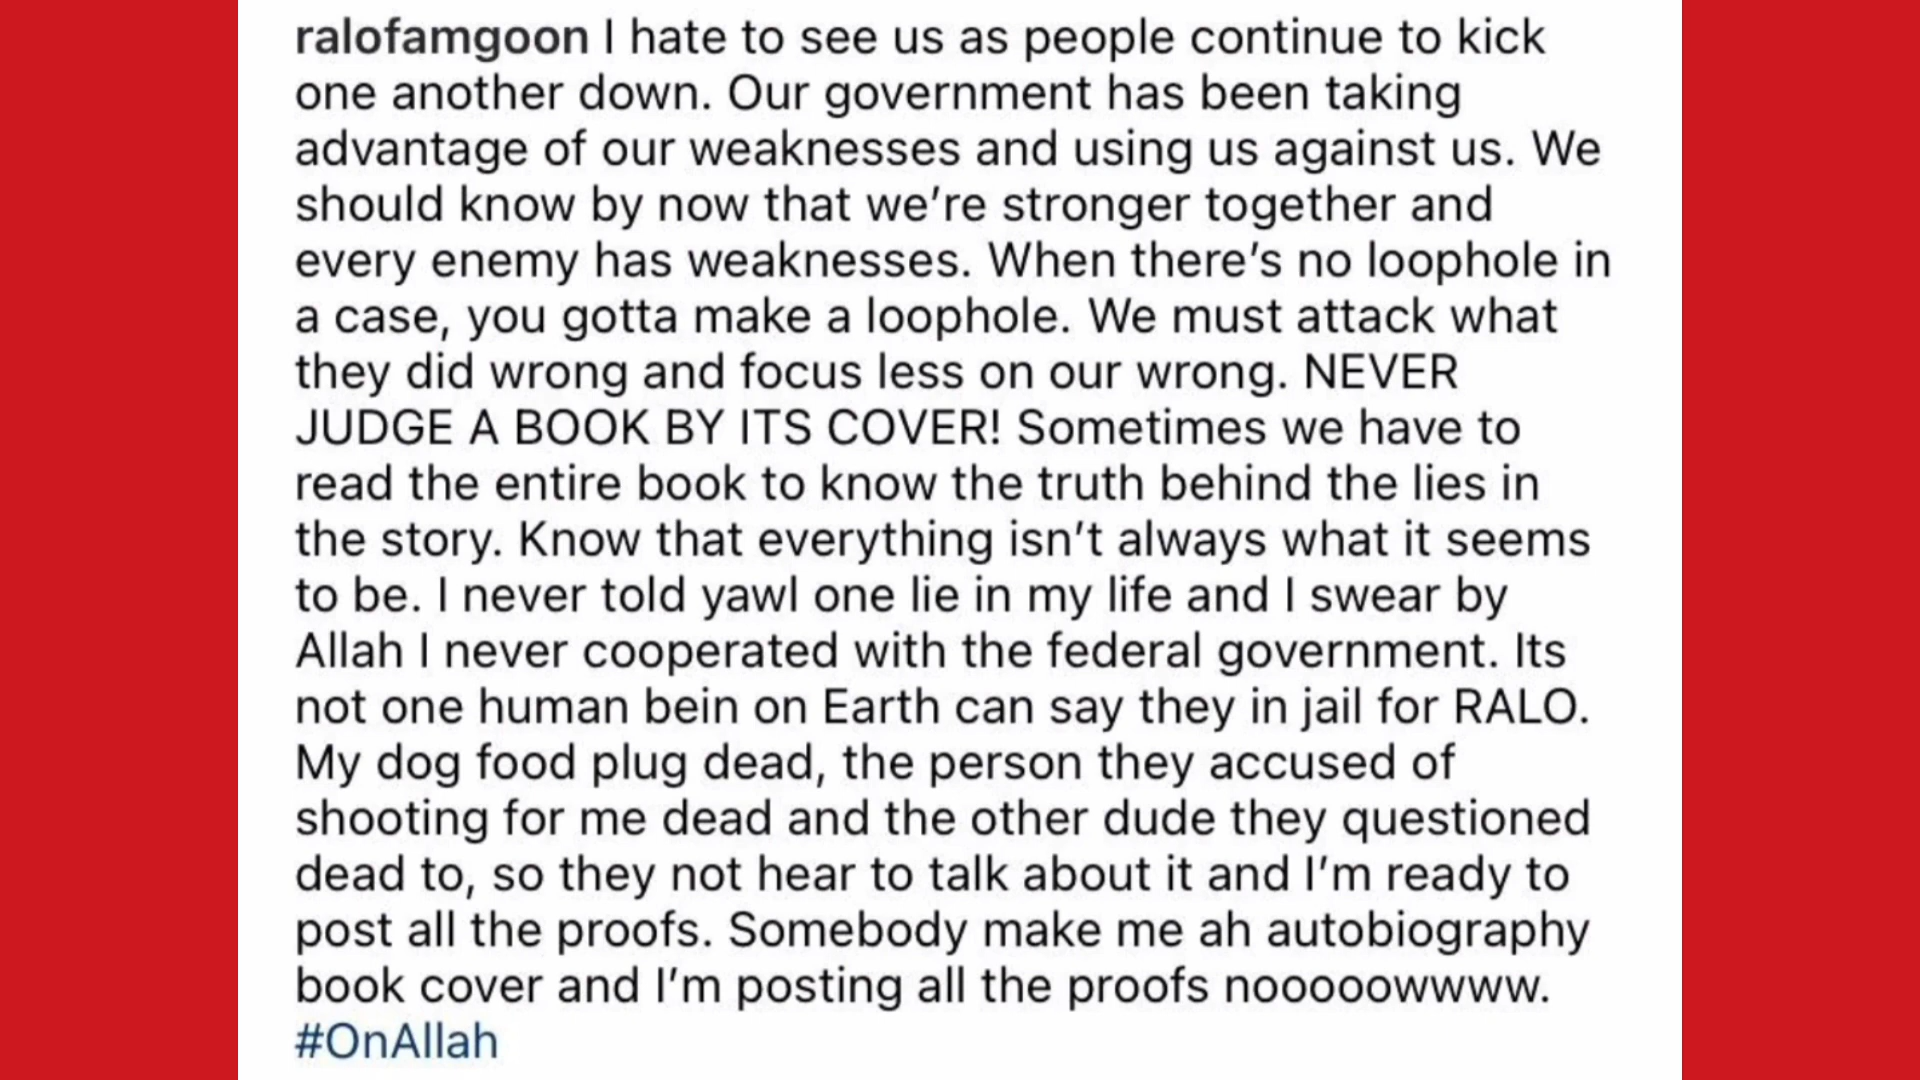 ralofamgoon I hate to see us as people continue to kick
one another down. Our government has been taking
advantage of our weaknesses and using us against us. We
should know by now that we’re stronger together and
every enemy has weaknesses. When there’s no loophole in
a case, you gotta make a loophole. We must attack what
they did wrong and focus less on our wrong. NEVER
JUDGE A BOOK BY ITS COVER! Sometimes we have to
read the entire book to know the truth behind the lies in
the story. Know that everything isn’t always what it seems
to be. I never told yawl one lie in my life and I swear by
Allah I never cooperated with the federal government. Its
not one human bein on Earth can say they in jail for RALO.
My dog food plug dead, the person they accused of
shooting for me dead and the other dude they questioned
dead to, so they not hear to talk about it and I’m ready to
post all the proofs. Somebody make me ah autobiography
book cover and I’m posting all the proofs nooooowwww.
#OnAllah